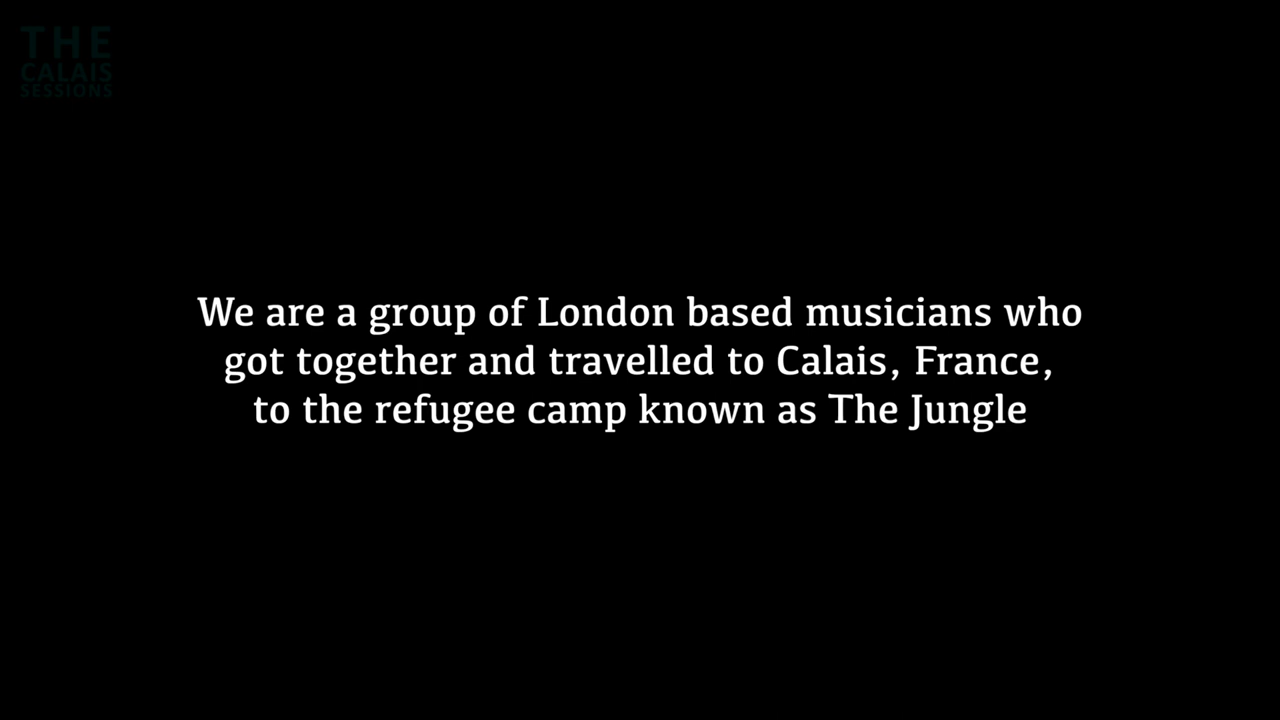 THE
CALAIS
SESSIONS
We are a group of London based musicians who
got together and travelled to Calais, France,
to the refugee camp known as The Jungle